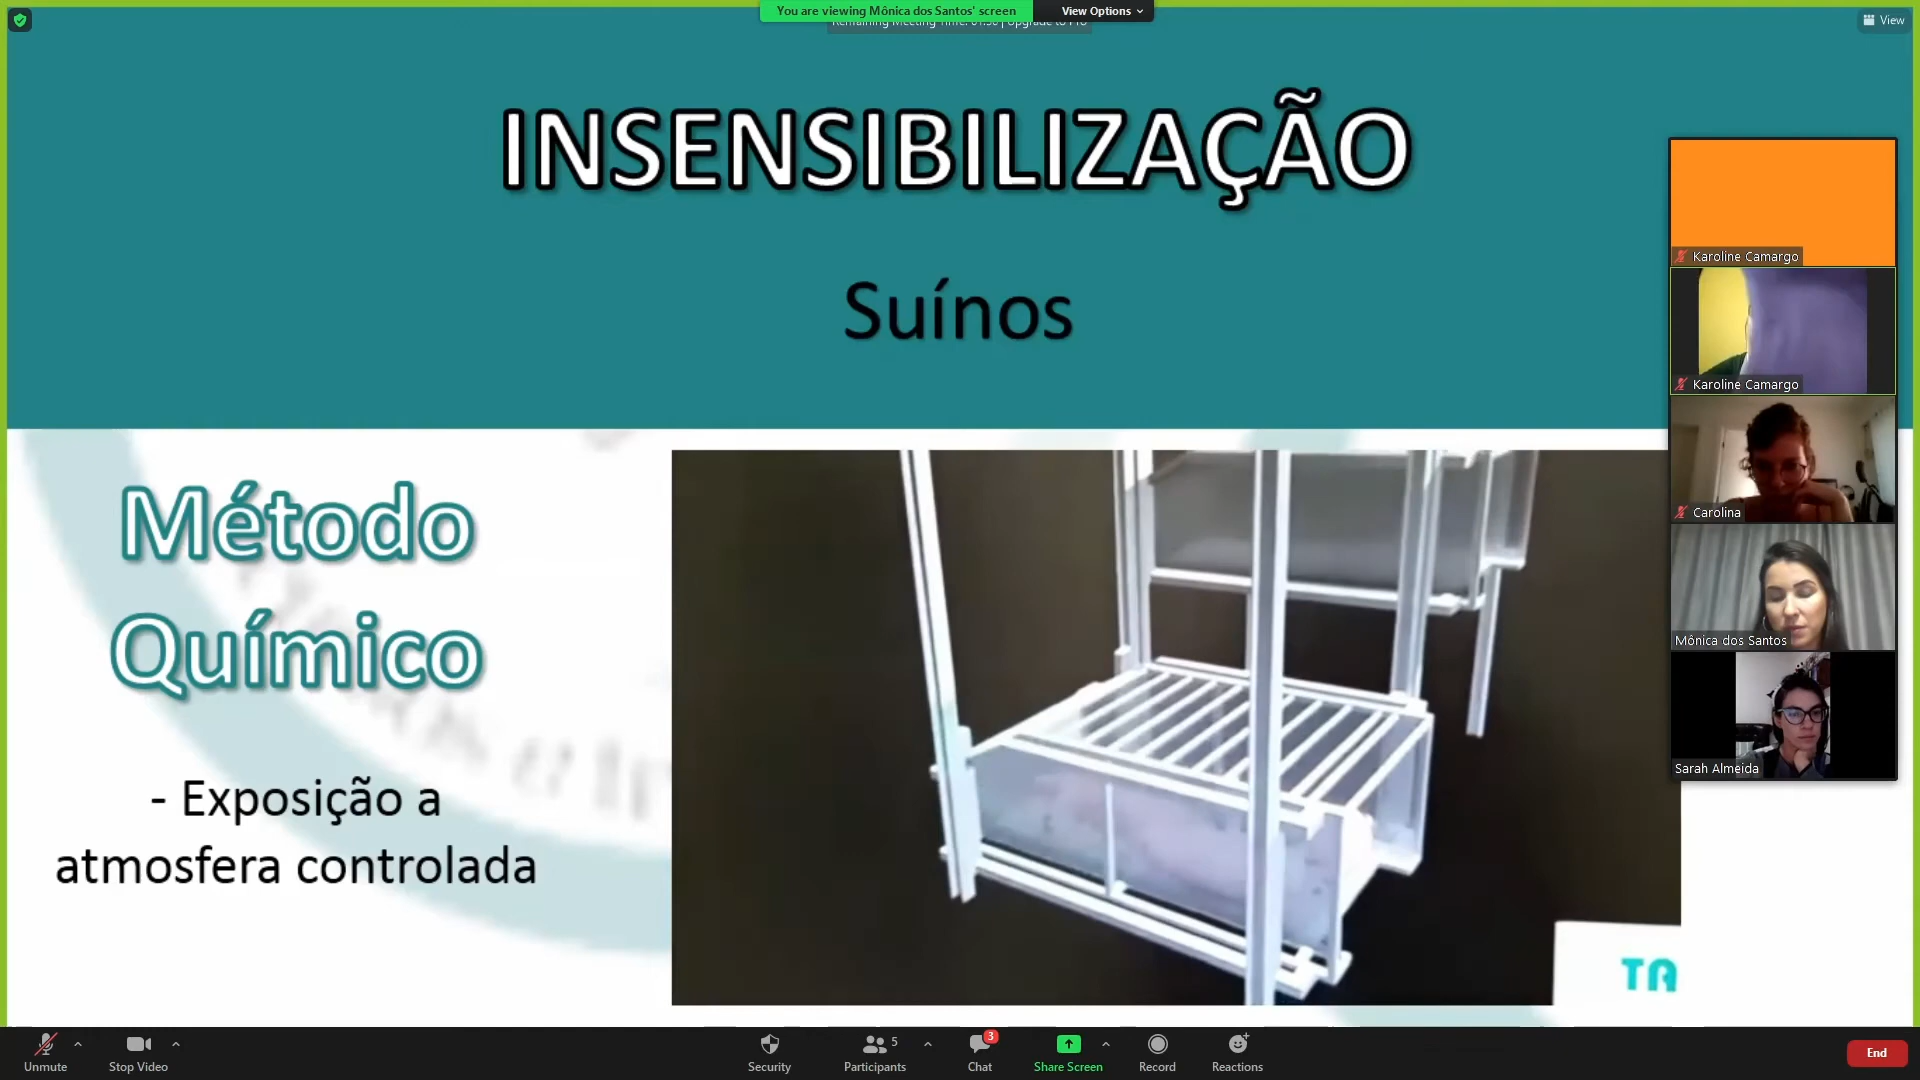 You are viewing Mônica dos Santos' screen
View Options
View
INSENSIBILIZAÇÃO
Suínos
Método
Químico
- Exposição a
atmosfera controlada
TA
Karoline Camargo
Karoline Camargo
Carolina
Mônica dos Santos
Sarah Almeida
Unmute
Stop Video
Security
5
Participants
3
Chat
Share Screen
Record
Reactions
End